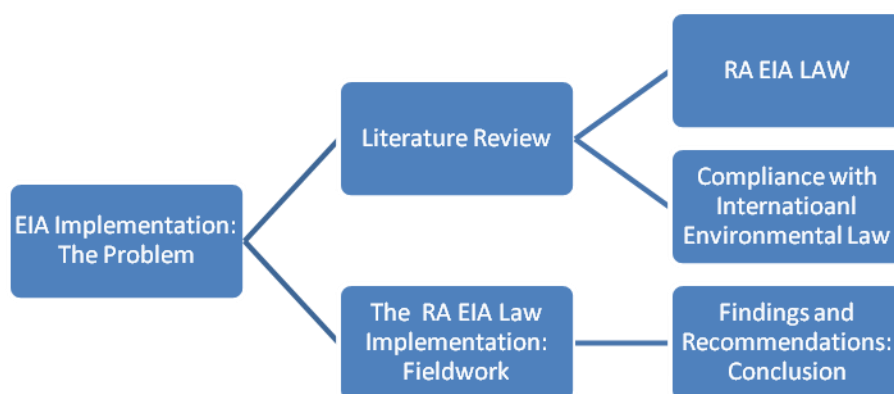 EIA Implementation:
The Problem
Literature Review
RA EIA LAW
Compliance with
Internatioanl
Environmental Law
The RA EIA Law
Implementation:
Fieldwork
Findings and
Recommendations:
Conclusion